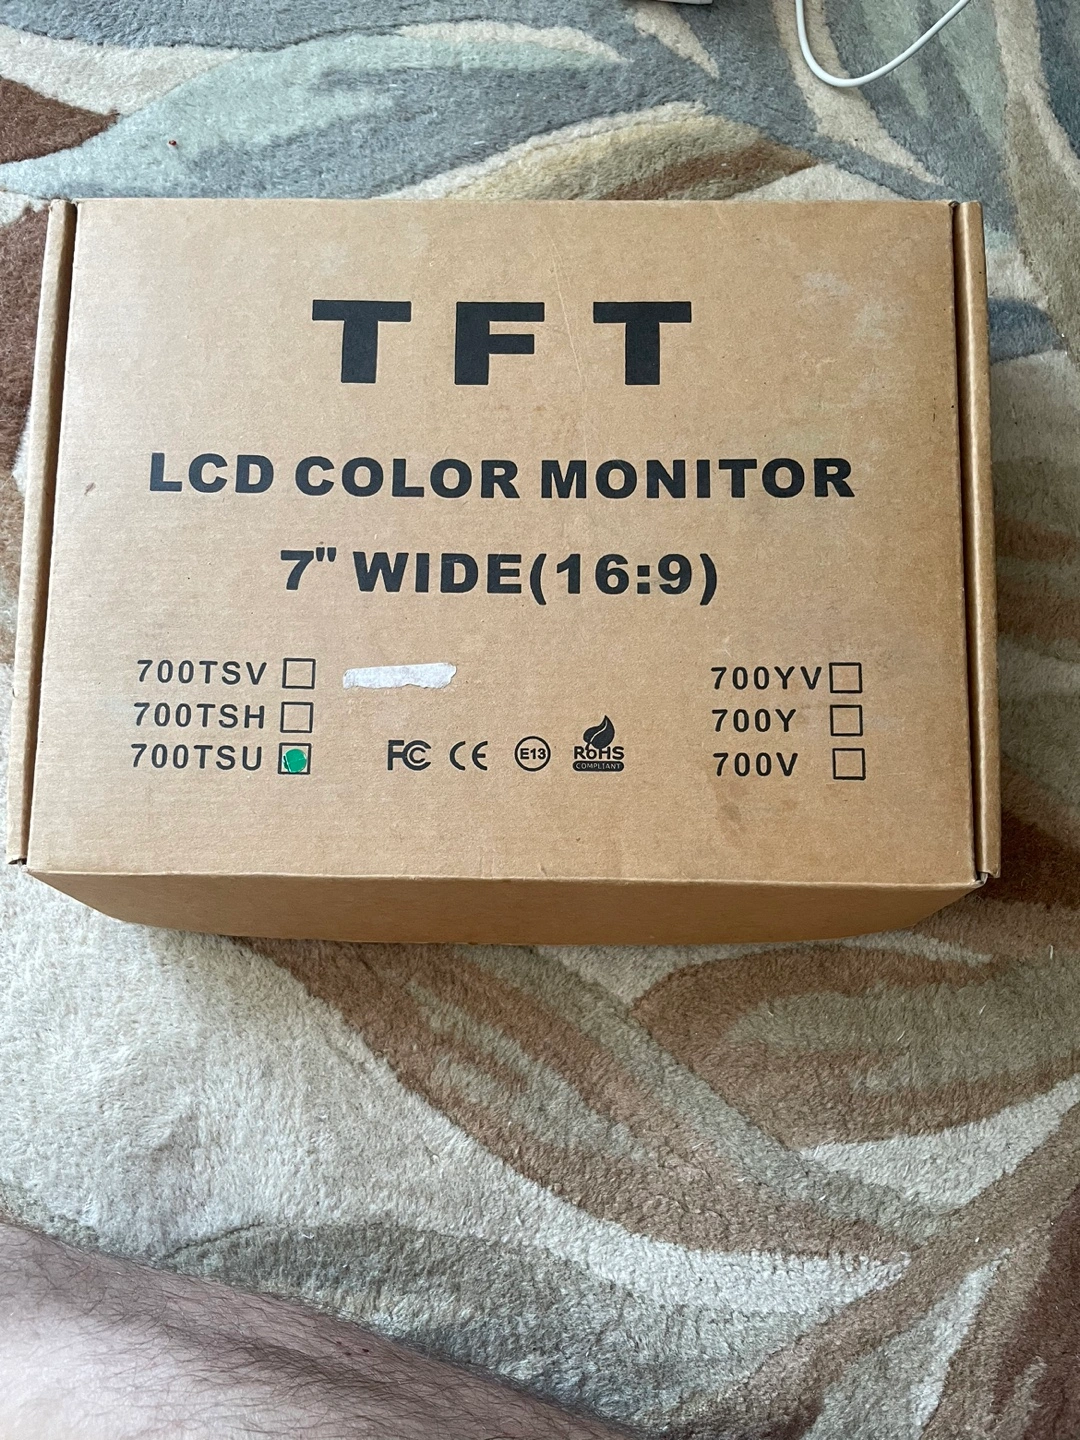 TFT
LCD COLOR MONITOR
7" WIDE(16:9)
700TSV
700TSH
700TSU
FC CE E13 RoHS
COMPLIANT
700YV
700Y
700V